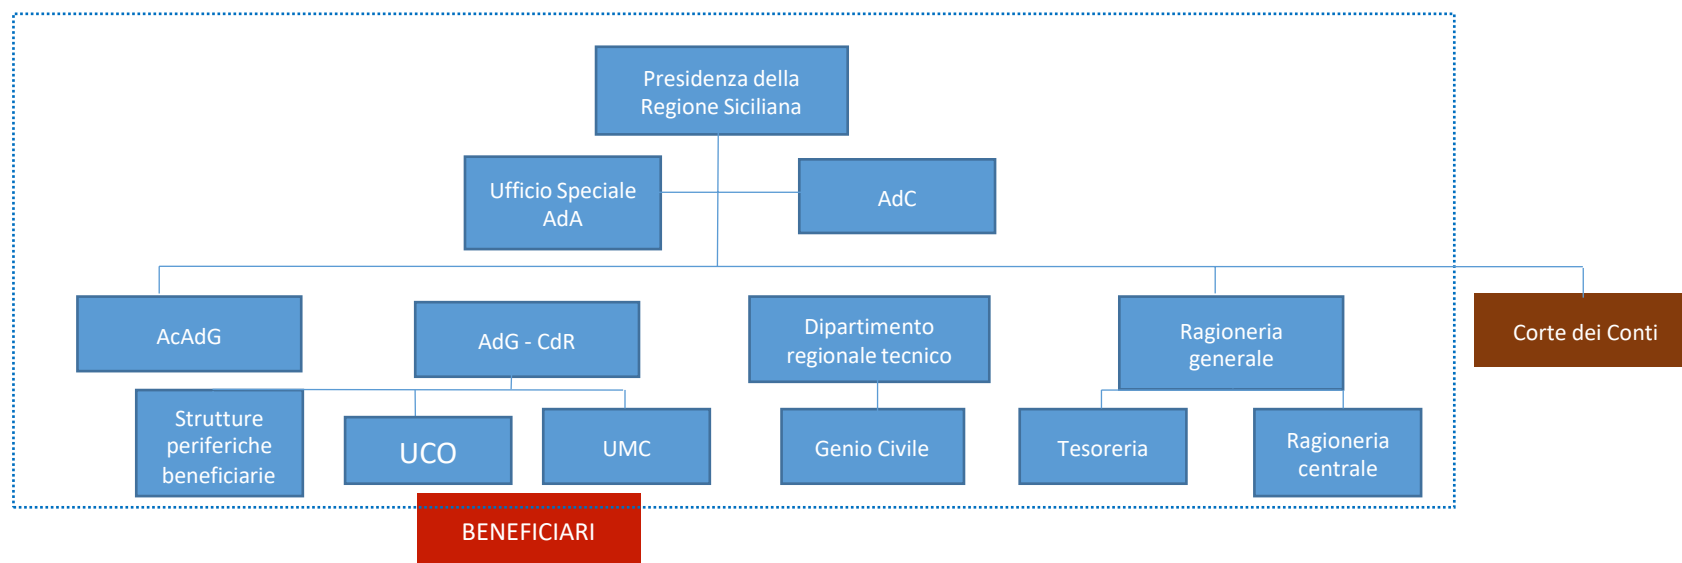 Presidenza della
Regione Siciliana
Ufficio Speciale
AdA
AdC
AcAdG
AdG - CdR
Dipartimento
regionale tecnico
Ragioneria
generale
Corte dei Conti
Strutture
periferiche
beneficiarie
UCO
UMC
Genio Civile
Tesoreria
Ragioneria
centrale
BENEFICIARI